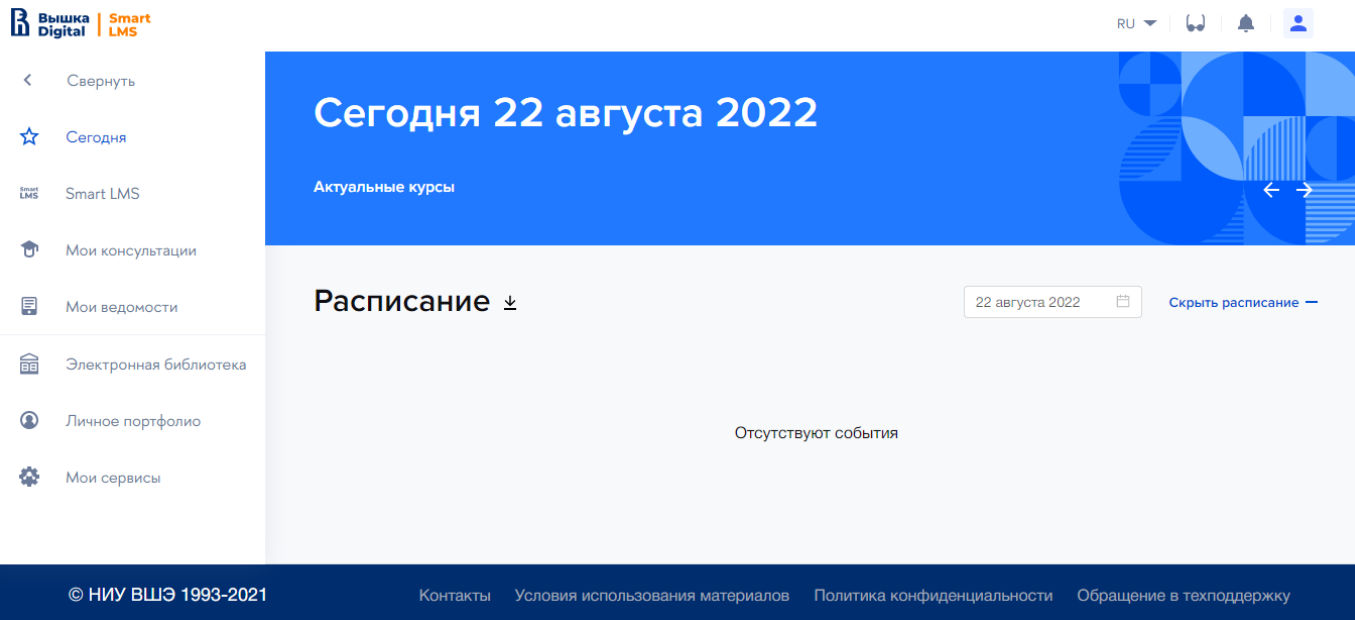 Вышка
Digital
Smart
LMS
RU
Свернуть
Сегодня
Smart
LMS
Smart LMS
Мои консультации
Мои ведомости
Электронная библиотека
Личное портфолио
Мои сервисы
Сегодня 22 августа 2022
Актуальные курсы
Расписание
22 августа 2022
Скрыть расписание
Отсутствуют события
© НИУ ВШЭ 1993-2021
Контакты
Условия использования материалов
Политика конфиденциальности
Обращение в техподдержку